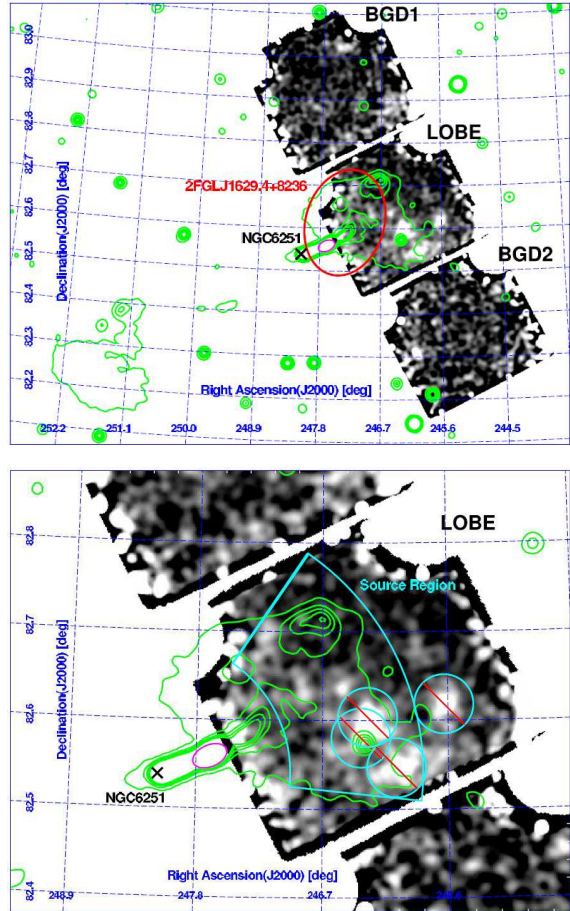 BGD1
83.0
82.9
82.8
82.7
82.6
82.5
82.4
82.3
82.2
Declination(J2000) [deg]
LOBE
2FGLJ1629.4+8236
NGC6251
BGD2
Right Ascension(J2000) [deg]
252.2 251.1 250.0 248.9 247.8 246.7 245.6 244.5
LOBE
82.8
82.7
82.6
82.5
82.4
Declination(J2000) [deg]
Source Region
NGC6251
Right Ascension(J2000) [deg]
248.9 247.8 246.7